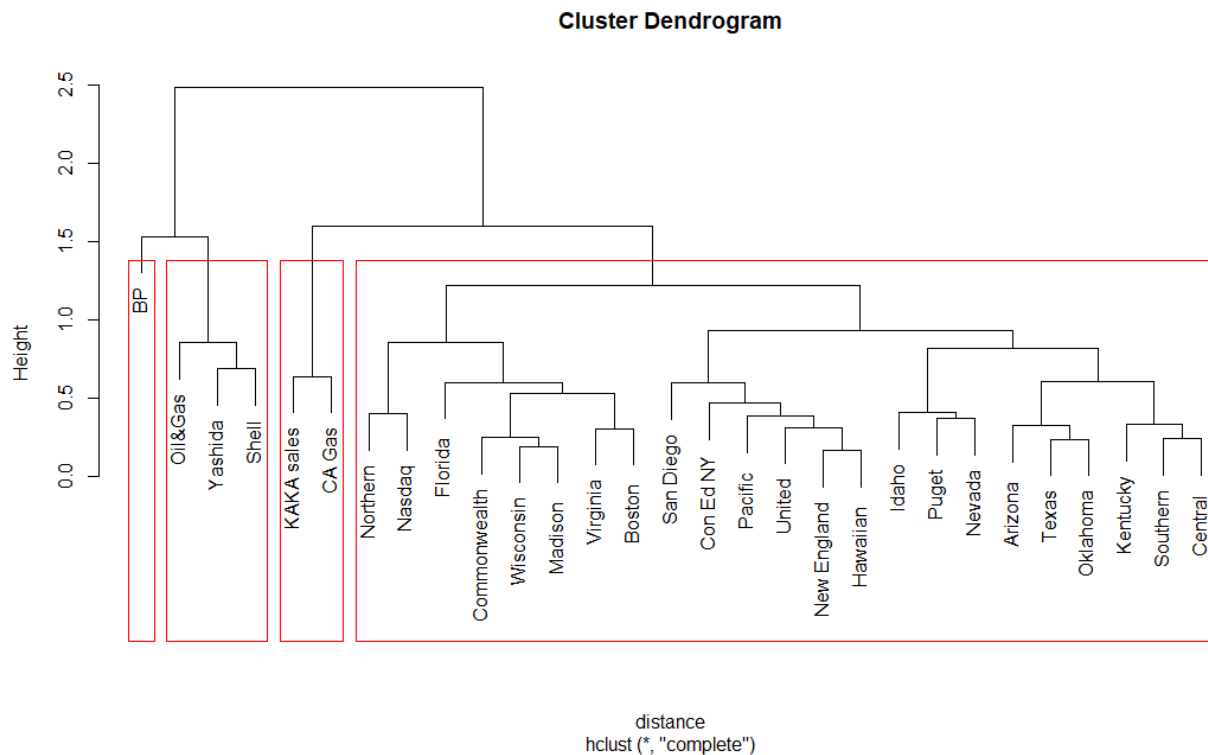 Cluster Dendrogram
Height
2.5
2.0
1.5
1.0
0.5
0.0
BP
Oil&Gas
Yashida
Shell
KAKA sales
CA Gas
Northern
Nasdaq
Florida
Commonwealth
Wisconsin
Madison
Virginia
Boston
San Diego
Con Ed NY
Pacific
United
New England
Hawaiian
Idaho
Puget
Nevada
Arizona
Texas
Oklahoma
Kentucky
Southern
Central
distance
hclust (*, "complete")